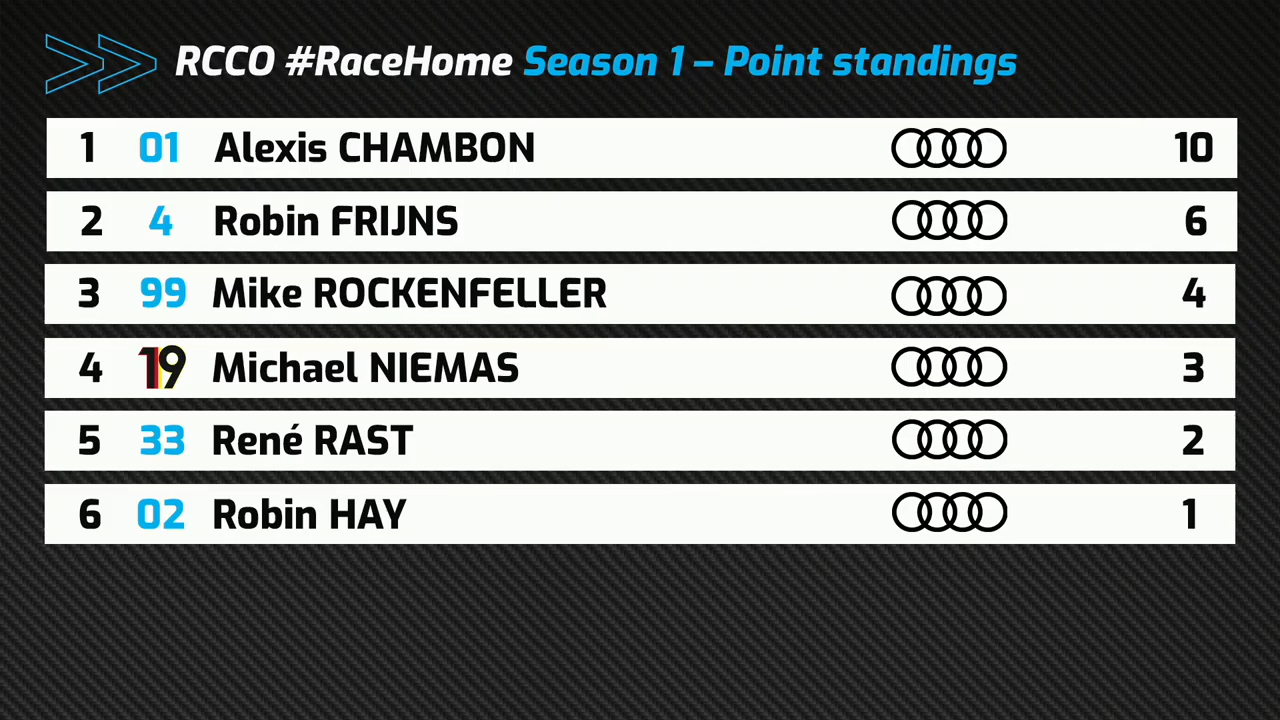 RCCO #RaceHome Season 1 – Point standings
1 01 Alexis CHAMBON 10
2 4 Robin FRIJNS 6
3 99 Mike ROCKENFELLER 4
4 19 Michael NIEMAS 3
5 33 René RAST 2
6 02 Robin HAY 1